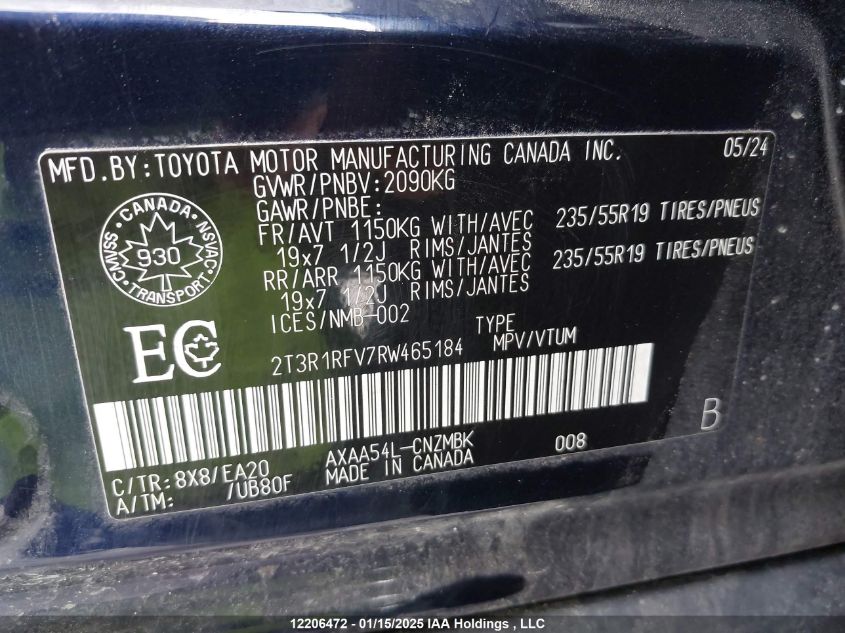 MFD.BY:TOYOTA MOTOR MANUFACTURING CANADA INC. 05/24
GVWR/PNBV:2090KG
GAWR/PNBE:
FR/AVT 1150KG WITH/AVEC 235/55R19 TIRES/PNEUS
19x7 1/2J RIMS/JANTES
RR/ARR 1150KG WITH/AVEC 235/55R19 TIRES/PNEUS
19x7 1/2J RIMS/JANTES
ICES/NMB-002
CANADA
CMVSS 930 NSVAC
TRANSPORT
EC
TYPE
2T3R1RFV7RW465184 MPV/VTUM
B
C/TR:8X8/EA20 AXAA54L-CNZMBK 008
A/TM: /UB80F MADE IN CANADA
12206472 - 01/15/2025 IAA Holdings, LLC